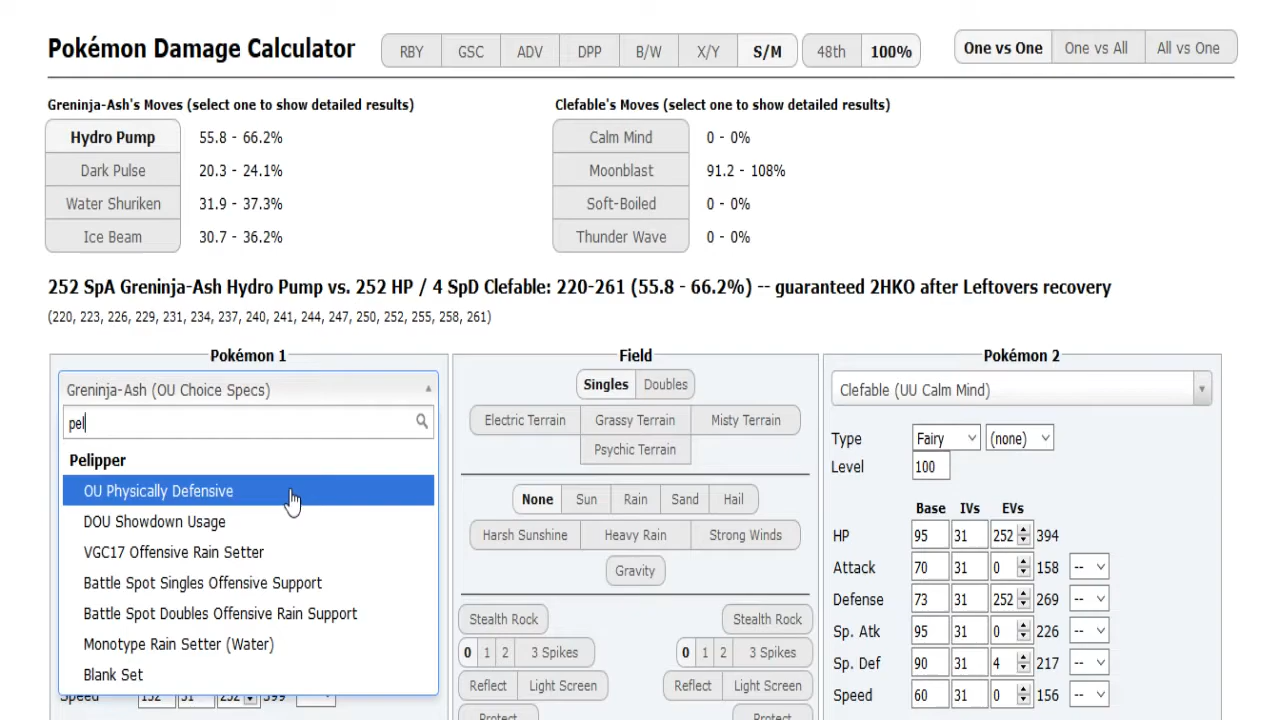 Pokémon Damage Calculator
RBY GSC ADV DPP B/W X/Y S/M 48th 100% One vs One One vs All All vs One
Greninja-Ash's Moves (select one to show detailed results)
Hydro Pump 55.8 - 66.2%
Dark Pulse 20.3 - 24.1%
Water Shuriken 31.9 - 37.3%
Ice Beam 30.7 - 36.2%
Clefable's Moves (select one to show detailed results)
Calm Mind 0 - 0%
Moonblast 91.2 - 108%
Soft-Boiled 0 - 0%
Thunder Wave 0 - 0%
252 SpA Greninja-Ash Hydro Pump vs. 252 HP / 4 SpD Clefable: 220-261 (55.8 - 66.2%) -- guaranteed 2HKO after Leftovers recovery
(220, 223, 226, 229, 231, 234, 237, 240, 241, 244, 247, 250, 252, 255, 258, 261)
Pokémon 1
Greninja-Ash (OU Choice Specs)
pel
Pelipper
OU Physically Defensive
DOU Showdown Usage
VGC17 Offensive Rain Setter
Battle Spot Singles Offensive Support
Battle Spot Doubles Offensive Rain Support
Monotype Rain Setter (Water)
Blank Set
Speed 132 31 252 399
Field
Singles Doubles
Electric Terrain Grassy Terrain Misty Terrain
Psychic Terrain
None Sun Rain Sand Hail
Harsh Sunshine Heavy Rain Strong Winds
Gravity
Stealth Rock Stealth Rock
0 1 2 3 Spikes 0 1 2 3 Spikes
Reflect Light Screen Reflect Light Screen
Protect Protect
Pokémon 2
Clefable (UU Calm Mind)
Type Fairy (none)
Level 100
Base IVs EVs
HP 95 31 252 394
Attack 70 31 0 158 --
Defense 73 31 252 269 --
Sp. Atk 95 31 0 226 --
Sp. Def 90 31 4 217 --
Speed 60 31 0 156 --